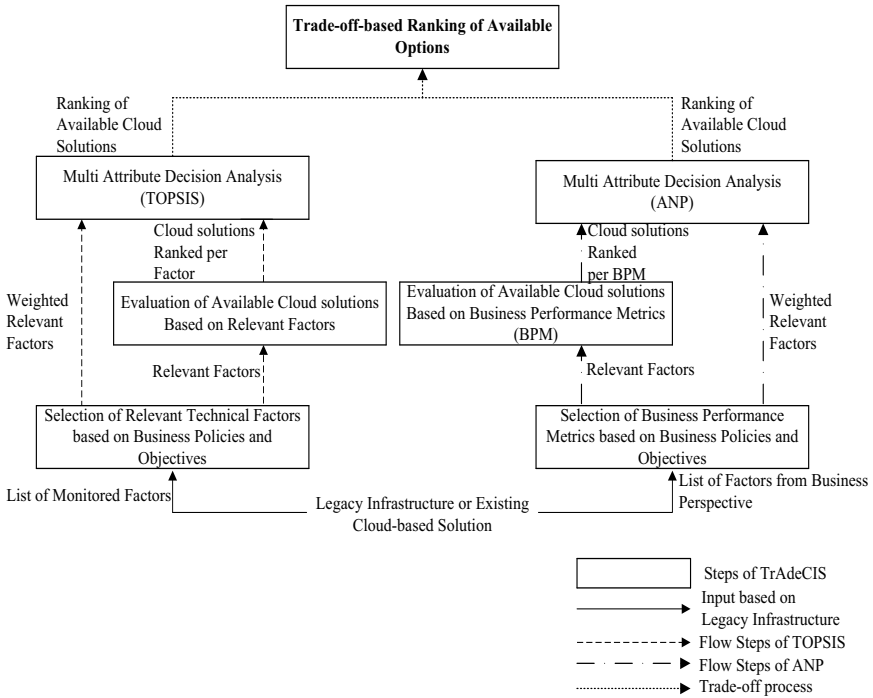 Trade-off-based Ranking of Available
Options
Ranking of
Available Cloud
Solutions
Ranking of
Available Cloud
Solutions
Multi Attribute Decision Analysis
(TOPSIS)
Multi Attribute Decision Analysis
(ANP)
Cloud solutions
Ranked per
Factor
Cloud solutions
Ranked
per BPM
Weighted
Relevant
Factors
Evaluation of Available Cloud solutions
Based on Relevant Factors
Evaluation of Available Cloud solutions
Based on Business Performance Metrics
(BPM)
Weighted
Relevant
Factors
Relevant Factors
Relevant Factors
Selection of Relevant Technical Factors
based on Business Policies and
Objectives
Selection of Business Performance
Metrics based on Business Policies and
Objectives
List of Monitored Factors
Legacy Infrastructure or Existing
Cloud-based Solution
List of Factors from Business
Perspective
Steps of TrAdeCIS
Input based on
Legacy Infrastructure
Flow Steps of TOPSIS
Flow Steps of ANP
Trade-off process